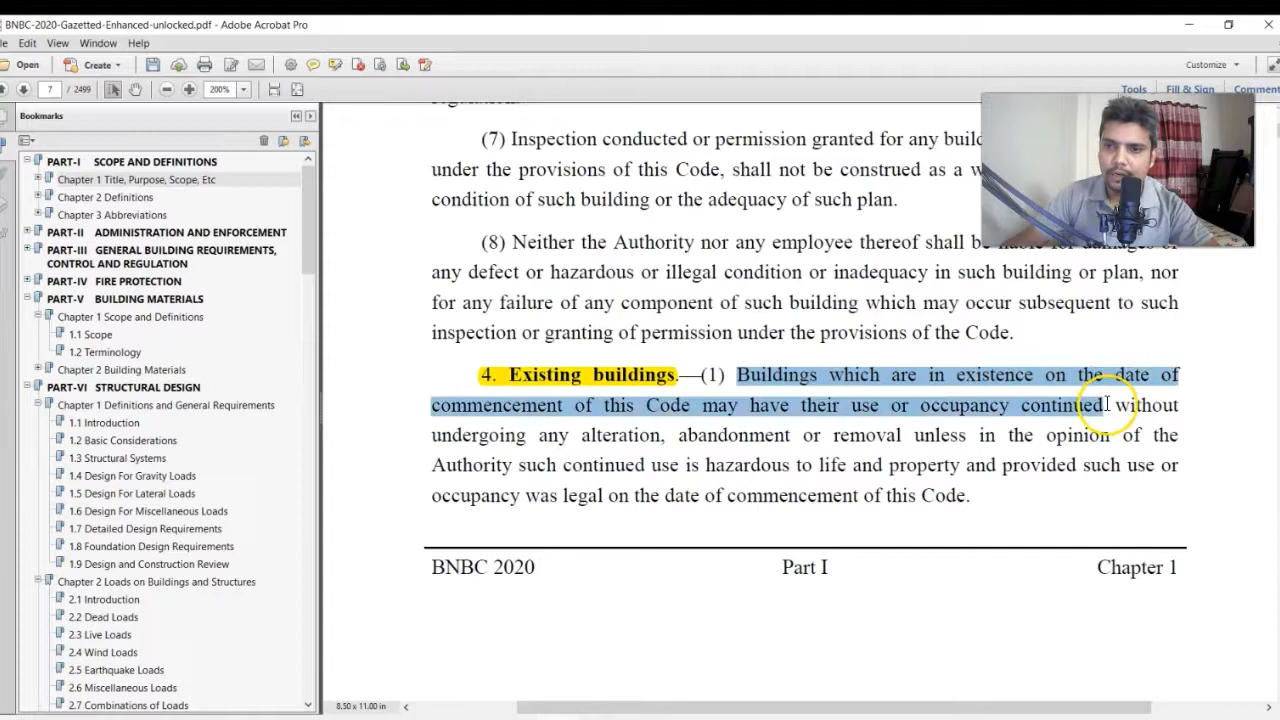 BNBC-2020-Gazetted-Enhanced-unlocked.pdf - Adobe Acrobat Pro
Edit View Window Help
Open Create Customize
7 / 2499 200% Tools Fill & Sign Comment
Bookmarks
PART-I SCOPE AND DEFINITIONS
Chapter 1 Title, Purpose, Scope, Etc
Chapter 2 Definitions
Chapter 3 Abbreviations
PART-II ADMINISTRATION AND ENFORCEMENT
PART-III GENERAL BUILDING REQUIREMENTS,
CONTROL AND REGULATION
PART-IV FIRE PROTECTION
PART-V BUILDING MATERIALS
Chapter 1 Scope and Definitions
1.1 Scope
1.2 Terminology
Chapter 2 Building Materials
PART-VI STRUCTURAL DESIGN
Chapter 1 Definitions and General Requirements
1.1 Introduction
1.2 Basic Considerations
1.3 Structural Systems
1.4 Design For Gravity Loads
1.5 Design For Lateral Loads
1.6 Design For Miscellaneous Loads
1.7 Detailed Design Requirements
1.8 Foundation Design Requirements
1.9 Design and Construction Review
Chapter 2 Loads on Buildings and Structures
2.1 Introduction
2.2 Dead Loads
2.3 Live Loads
2.4 Wind Loads
2.5 Earthquake Loads
2.6 Miscellaneous Loads
2.7 Combinations of Loads
(7) Inspection conducted or permission granted for any
under the provisions of this Code, shall not be construed as a
condition of such building or the adequacy of such plan.
(8) Neither the Authority nor any employee thereof shall
any defect or hazardous or illegal condition or inadequacy in such building or plan, nor
for any failure of any component of such building which may occur subsequent to such
inspection or granting of permission under the provisions of the Code.
4. Existing buildings.—(1) Buildings which are in existence on the date of
commencement of this Code may have their use or occupancy continued without
undergoing any alteration, abandonment or removal unless in the opinion of the
Authority such continued use is hazardous to life and property and provided such use or
occupancy was legal on the date of commencement of this Code.
BNBC 2020 Part I Chapter 1
8.50 x 11.00 in